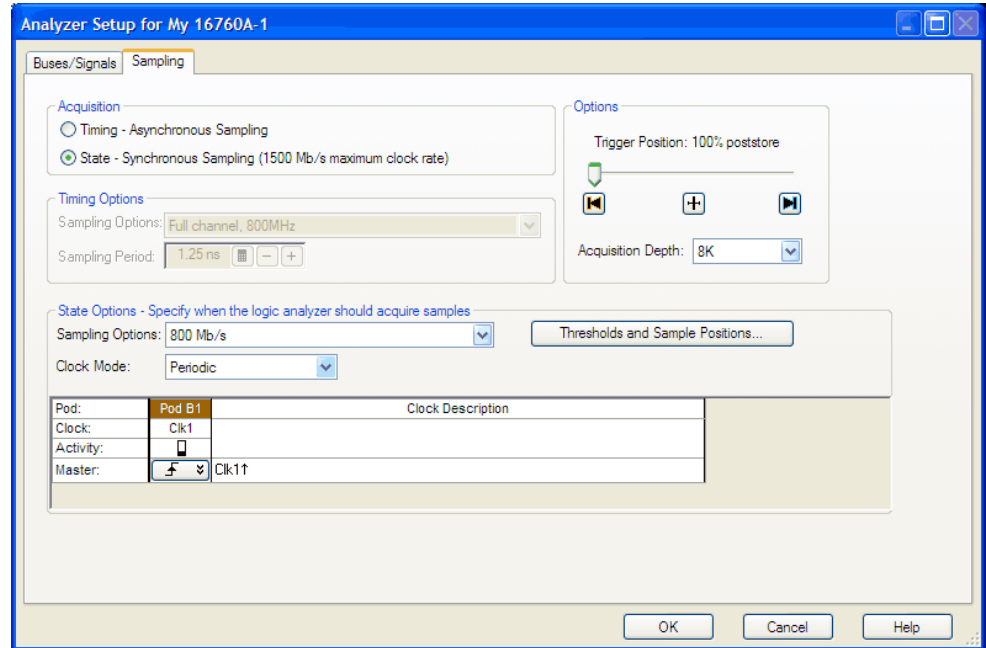 Analyzer Setup for My 16760A-1
Buses/Signals Sampling
Acquisition
Timing - Asynchronous Sampling
State - Synchronous Sampling (1500 Mb/s maximum clock rate)
Options
Trigger Position: 100% poststore
Acquisition Depth: 8K
Timing Options
Sampling Options: Full channel, 800MHz
Sampling Period: 1.25 ns
State Options - Specify when the logic analyzer should acquire samples
Sampling Options: 800 Mb/s
Thresholds and Sample Positions...
Clock Mode: Periodic
Pod: Pod B1 Clock Description
Clock: Clk1
Activity:
Master: Clk1↑
OK Cancel Help